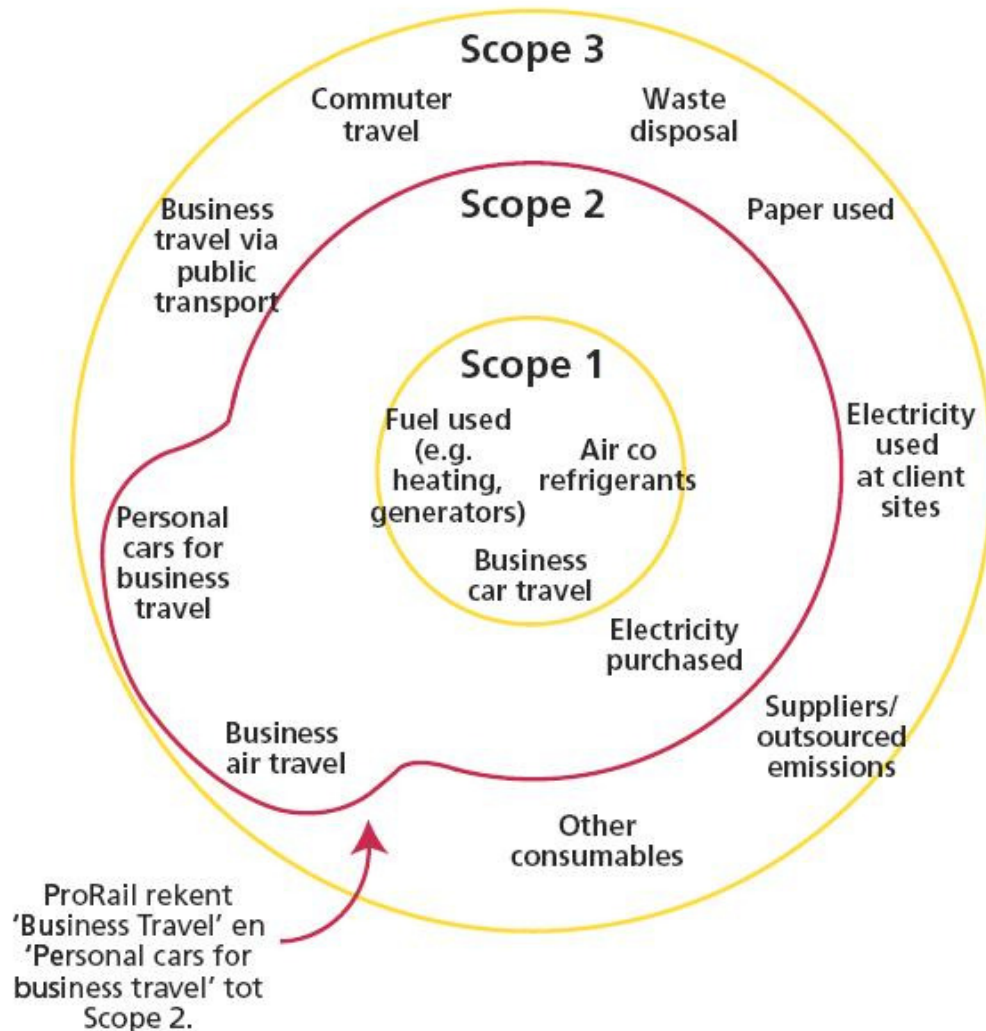 Scope 3
Commuter
travel
Waste
disposal
Business
travel via
public
transport
Scope 2
Paper used
Scope 1
Fuel used
(e.g.
heating,
generators)
Air co
refrigerants
Business
car travel
Electricity
used
at client
sites
Personal
cars for
business
travel
Electricity
purchased
Business
air travel
Suppliers/
outsourced
emissions
Other
consumables
ProRail rekent
‘Business Travel’ en
‘Personal cars for
business travel’ tot
Scope 2.